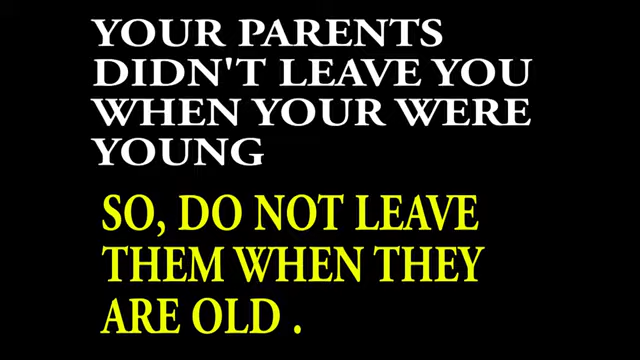 YOUR PARENTS
DIDN'T LEAVE YOU
WHEN YOUR WERE
YOUNG
SO, DO NOT LEAVE
THEM WHEN THEY
ARE OLD .